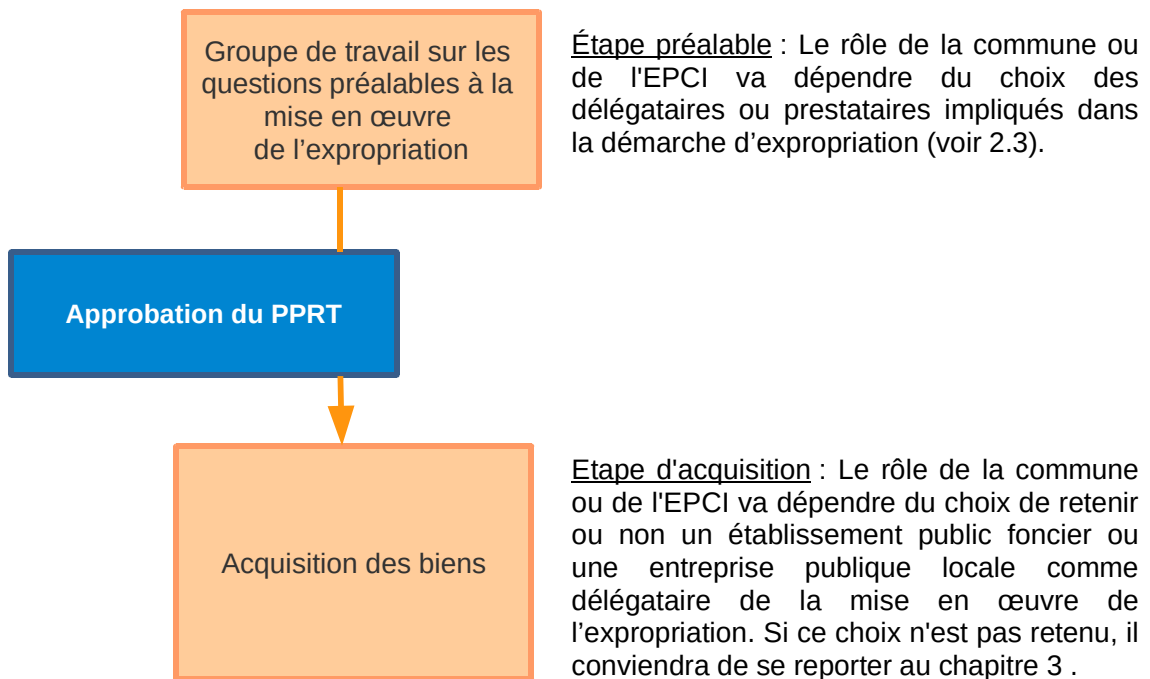 Groupe de travail sur les
questions préalables à la
mise en œuvre
de l’expropriation
Étape préalable : Le rôle de la commune ou
de l'EPCI va dépendre du choix des
délégataires ou prestataires impliqués dans
la démarche d’expropriation (voir 2.3).
Approbation du PPRT
Acquisition des biens
Etape d'acquisition : Le rôle de la commune
ou de l'EPCI va dépendre du choix de retenir
ou non un établissement public foncier ou
une entreprise publique locale comme
délégataire de la mise en œuvre de
l’expropriation. Si ce choix n'est pas retenu, il
conviendra de se reporter au chapitre 3 .